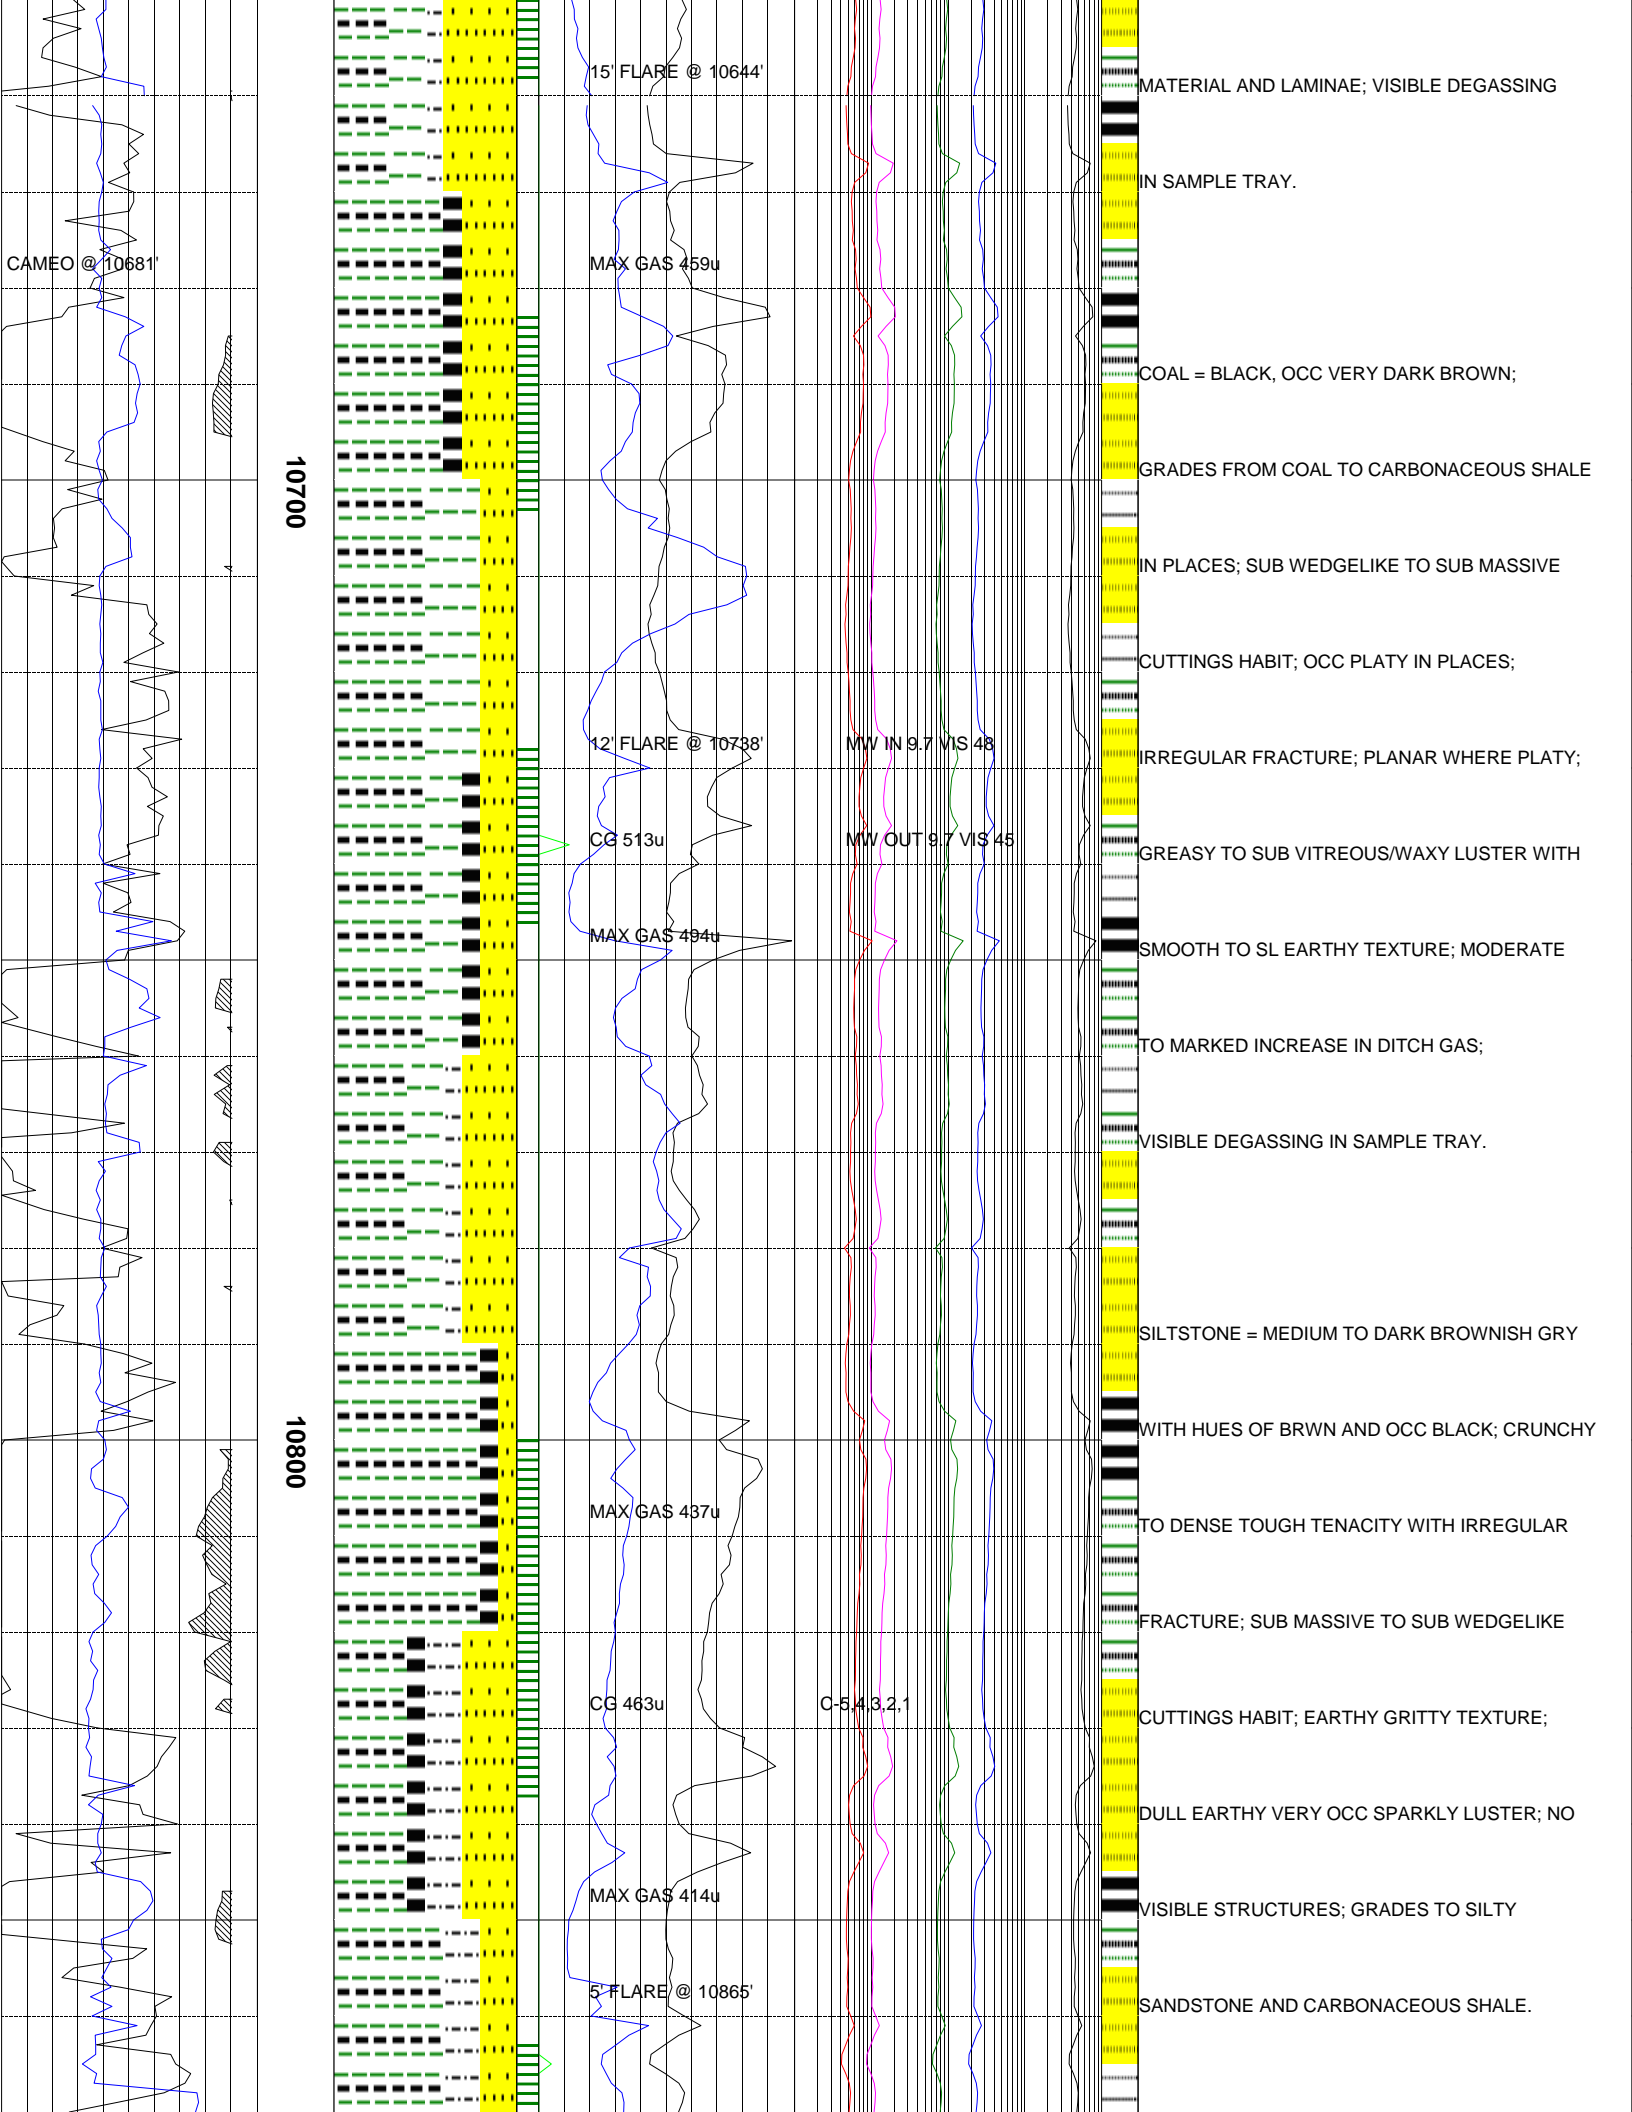 15' FLARE @ 10644'
MATERIAL AND LAMINAE; VISIBLE DEGASSING
IN SAMPLE TRAY.
CAMEO @ 10681'
MAX GAS 459u
COAL = BLACK, OCC VERY DARK BROWN;
GRADES FROM COAL TO CARBONACEOUS SHALE
10700
IN PLACES; SUB WEDGELIKE TO SUB MASSIVE
CUTTINGS HABIT; OCC PLATY IN PLACES;
12' FLARE @ 10738'
MW IN 9.7 VIS 48
IRREGULAR FRACTURE; PLANAR WHERE PLATY;
CG 513u
MW OUT 9.7 VIS 45
GREASY TO SUB VITREOUS/WAXY LUSTER WITH
MAX GAS 494u
SMOOTH TO SL EARTHY TEXTURE; MODERATE
TO MARKED INCREASE IN DITCH GAS;
VISIBLE DEGASSING IN SAMPLE TRAY.
SILTSTONE = MEDIUM TO DARK BROWNISH GRY
WITH HUES OF BRWN AND OCC BLACK; CRUNCHY
10800
MAX GAS 437u
TO DENSE TOUGH TENACITY WITH IRREGULAR
FRACTURE; SUB MASSIVE TO SUB WEDGELIKE
CG 463u
C-5,4,3,2,1
CUTTINGS HABIT; EARTHY GRITTY TEXTURE;
DULL EARTHY VERY OCC SPARKLY LUSTER; NO
MAX GAS 414u
VISIBLE STRUCTURES; GRADES TO SILTY
5' FLARE @ 10865'
SANDSTONE AND CARBONACEOUS SHALE.